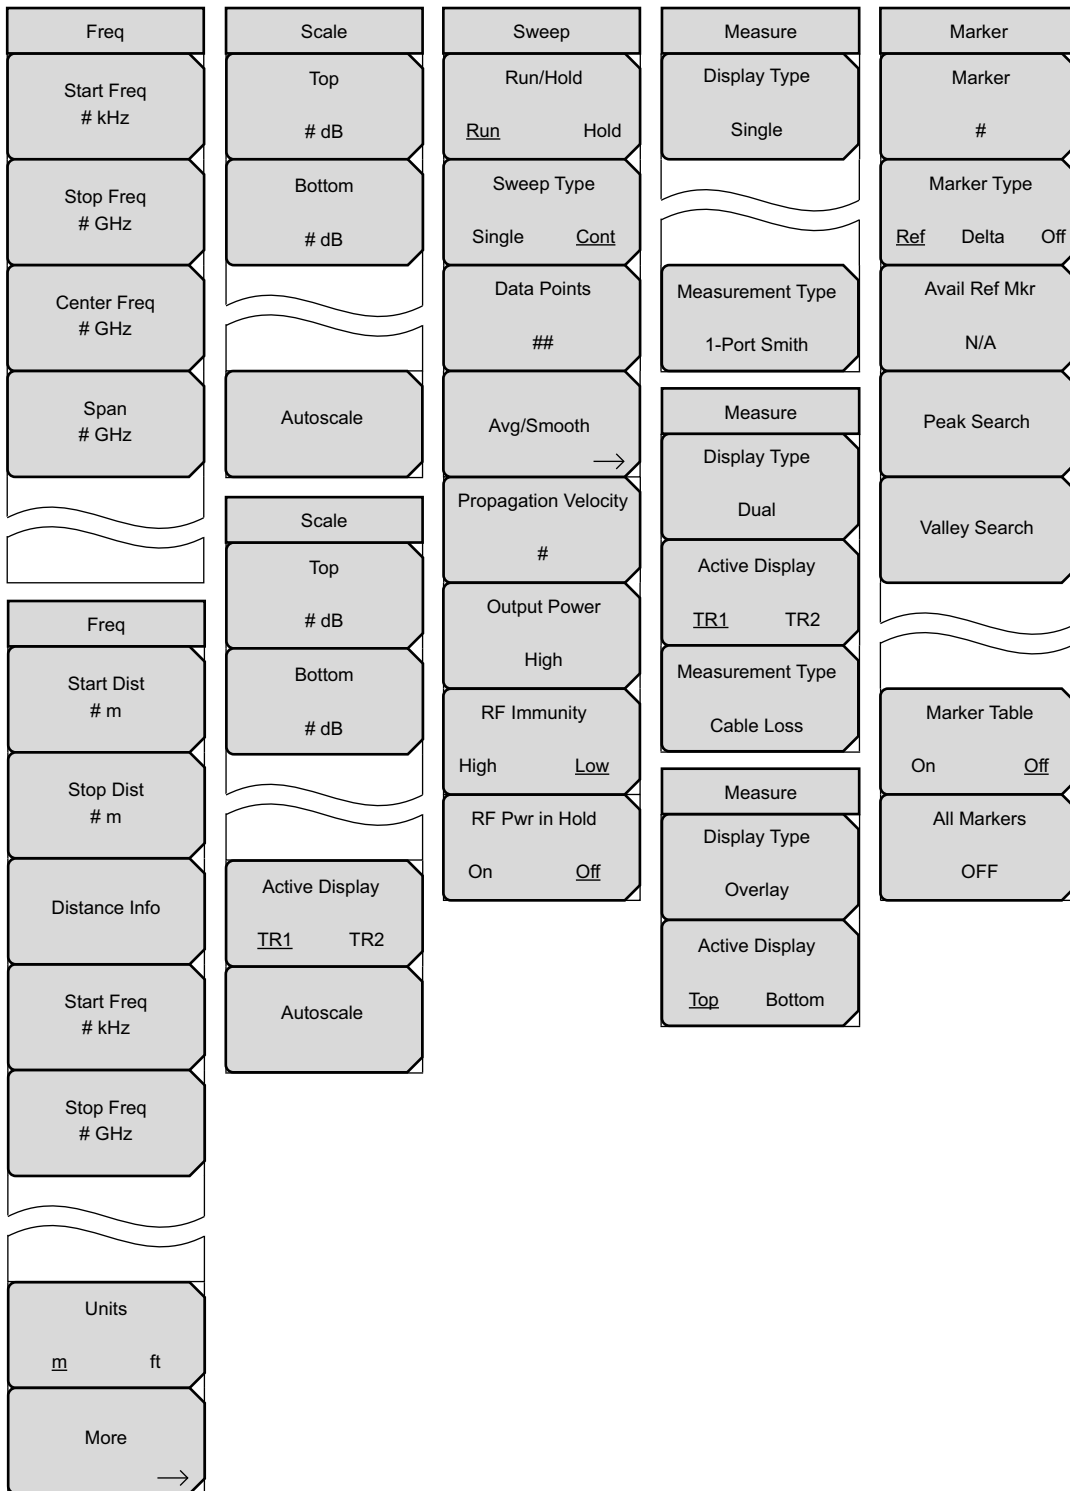 Freq
Start Freq
# kHz
Stop Freq
# GHz
Center Freq
# GHz
Span
# GHz
Freq
Start Dist
# m
Stop Dist
# m
Distance Info
Start Freq
# kHz
Stop Freq
# GHz
Units
m ft
More
Scale
Top
# dB
Bottom
# dB
Autoscale
Scale
Top
# dB
Bottom
# dB
Active Display
TR1 TR2
Autoscale
Sweep
Run/Hold
Run Hold
Sweep Type
Single Cont
Data Points
##
Avg/Smooth
Propagation Velocity
#
Output Power
High
RF Immunity
High Low
RF Pwr in Hold
On Off
Measure
Display Type
Single
Measurement Type
1-Port Smith
Measure
Display Type
Dual
Active Display
TR1 TR2
Measurement Type
Cable Loss
Measure
Display Type
Overlay
Active Display
Top Bottom
Marker
Marker
#
Marker Type
Ref Delta Off
Avail Ref Mkr
N/A
Peak Search
Valley Search
Marker Table
On Off
All Markers
OFF